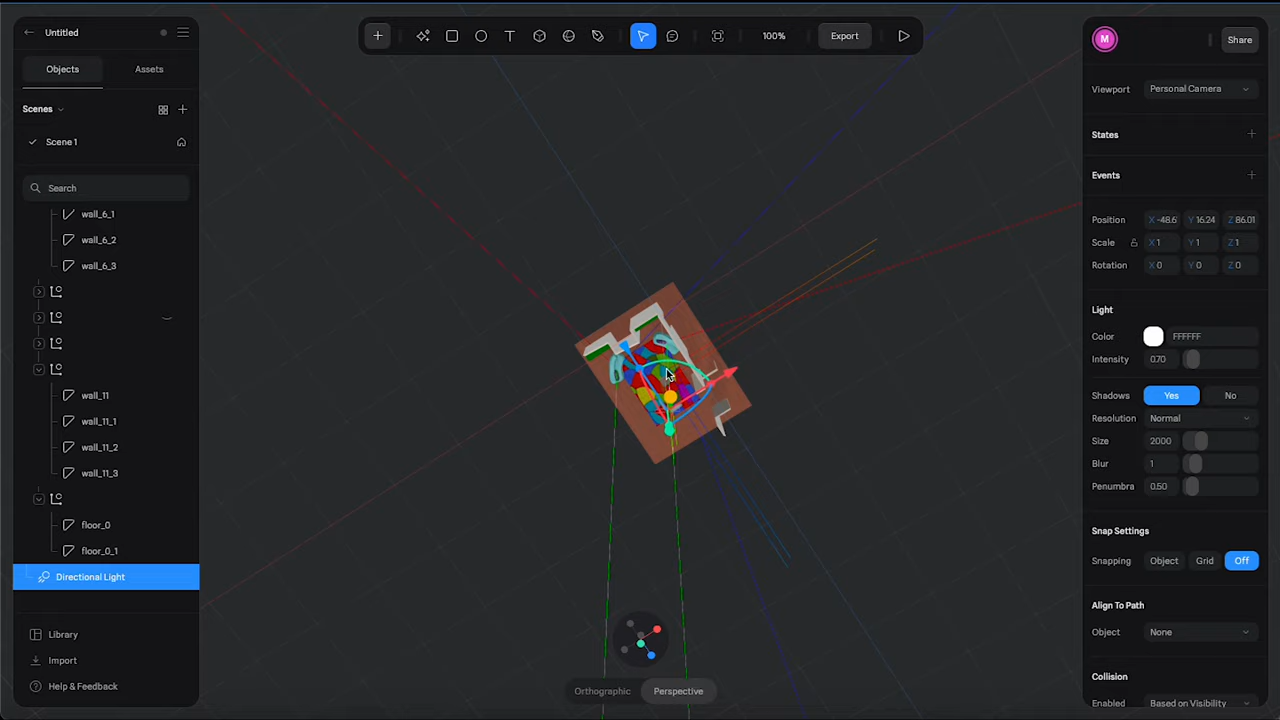 Untitled
100%
Export
M
Share
Objects
Assets
Scenes
Scene 1
Search
wall_6_1
wall_6_2
wall_6_3
wall_11
wall_11_1
wall_11_2
wall_11_3
floor_0
floor_0_1
Directional Light
Library
Import
Help & Feedback
Orthographic
Perspective
Viewport
Personal Camera
States
Events
Position X -48.6 Y 16.24 Z 86.01
Scale X 1 Y 1 Z 1
Rotation X 0 Y 0 Z 0
Light
Color FFFFFF
Intensity 0.70
Shadows Yes No
Resolution Normal
Size 2000
Blur 1
Penumbra 0.50
Snap Settings
Snapping Object Grid Off
Align To Path
Object None
Collision
Enabled Based on Visibility